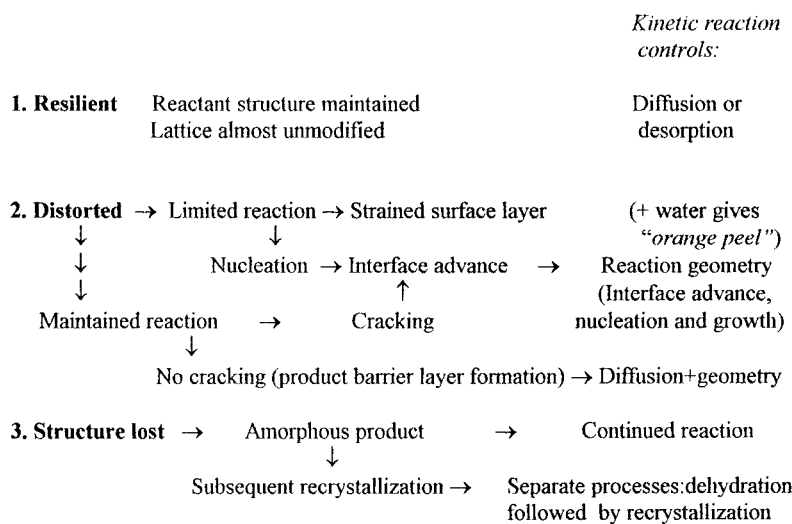 Kinetic reaction
controls:
1. Resilient Reactant structure maintained Diffusion or
Lattice almost unmodified desorption
2. Distorted → Limited reaction → Strained surface layer (+ water gives
↓ ↓ "orange peel")
↓ Nucleation → Interface advance → Reaction geometry
↓ ↑ (Interface advance,
Maintained reaction → Cracking nucleation and growth)
↓
No cracking (product barrier layer formation) → Diffusion+geometry
3. Structure lost → Amorphous product → Continued reaction
↓
Subsequent recrystallization → Separate processes:dehydration
followed by recrystallization